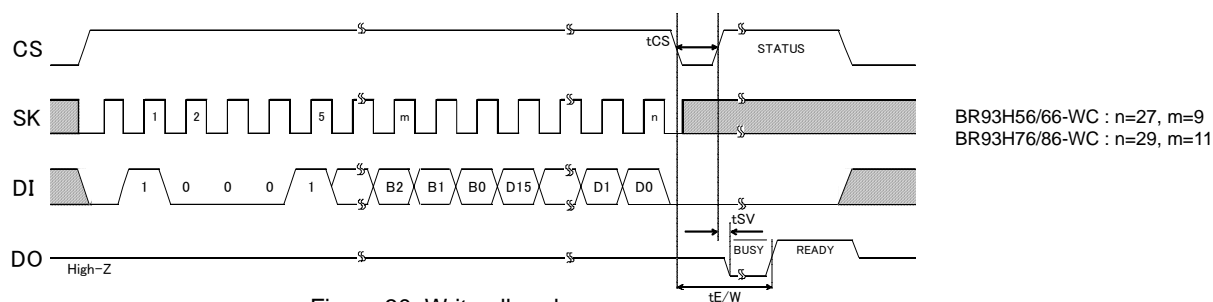 CS
tCS
STATUS
SK
1 2 5 m n
BR93H56/66-WC : n=27, m=9
BR93H76/86-WC : n=29, m=11
DI
1 0 0 0 1 B2 B1 B0 D15 D1 D0
tSV
BUSY READY
DO
High-Z
tE/W